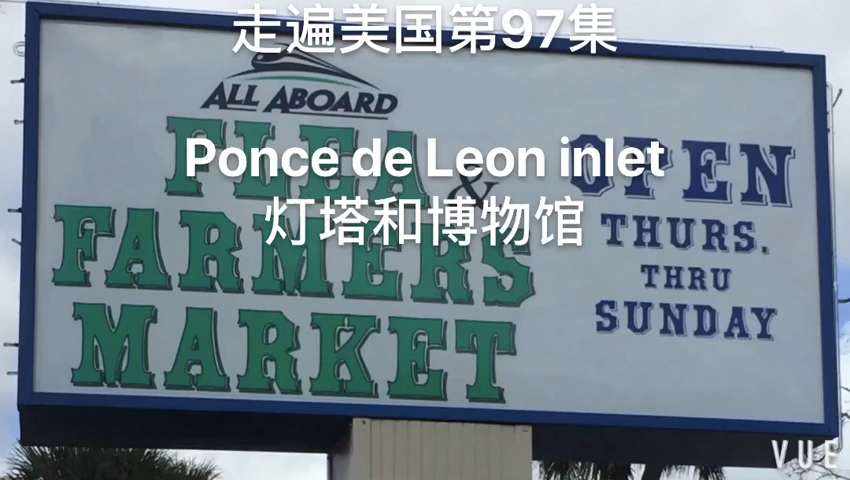 走遍美国第97集
ALL ABOARD
FLEA &
FARMERS
MARKET
OPEN
THURS.
THRU
SUNDAY
Ponce de Leon inlet
灯塔和博物馆
VUE